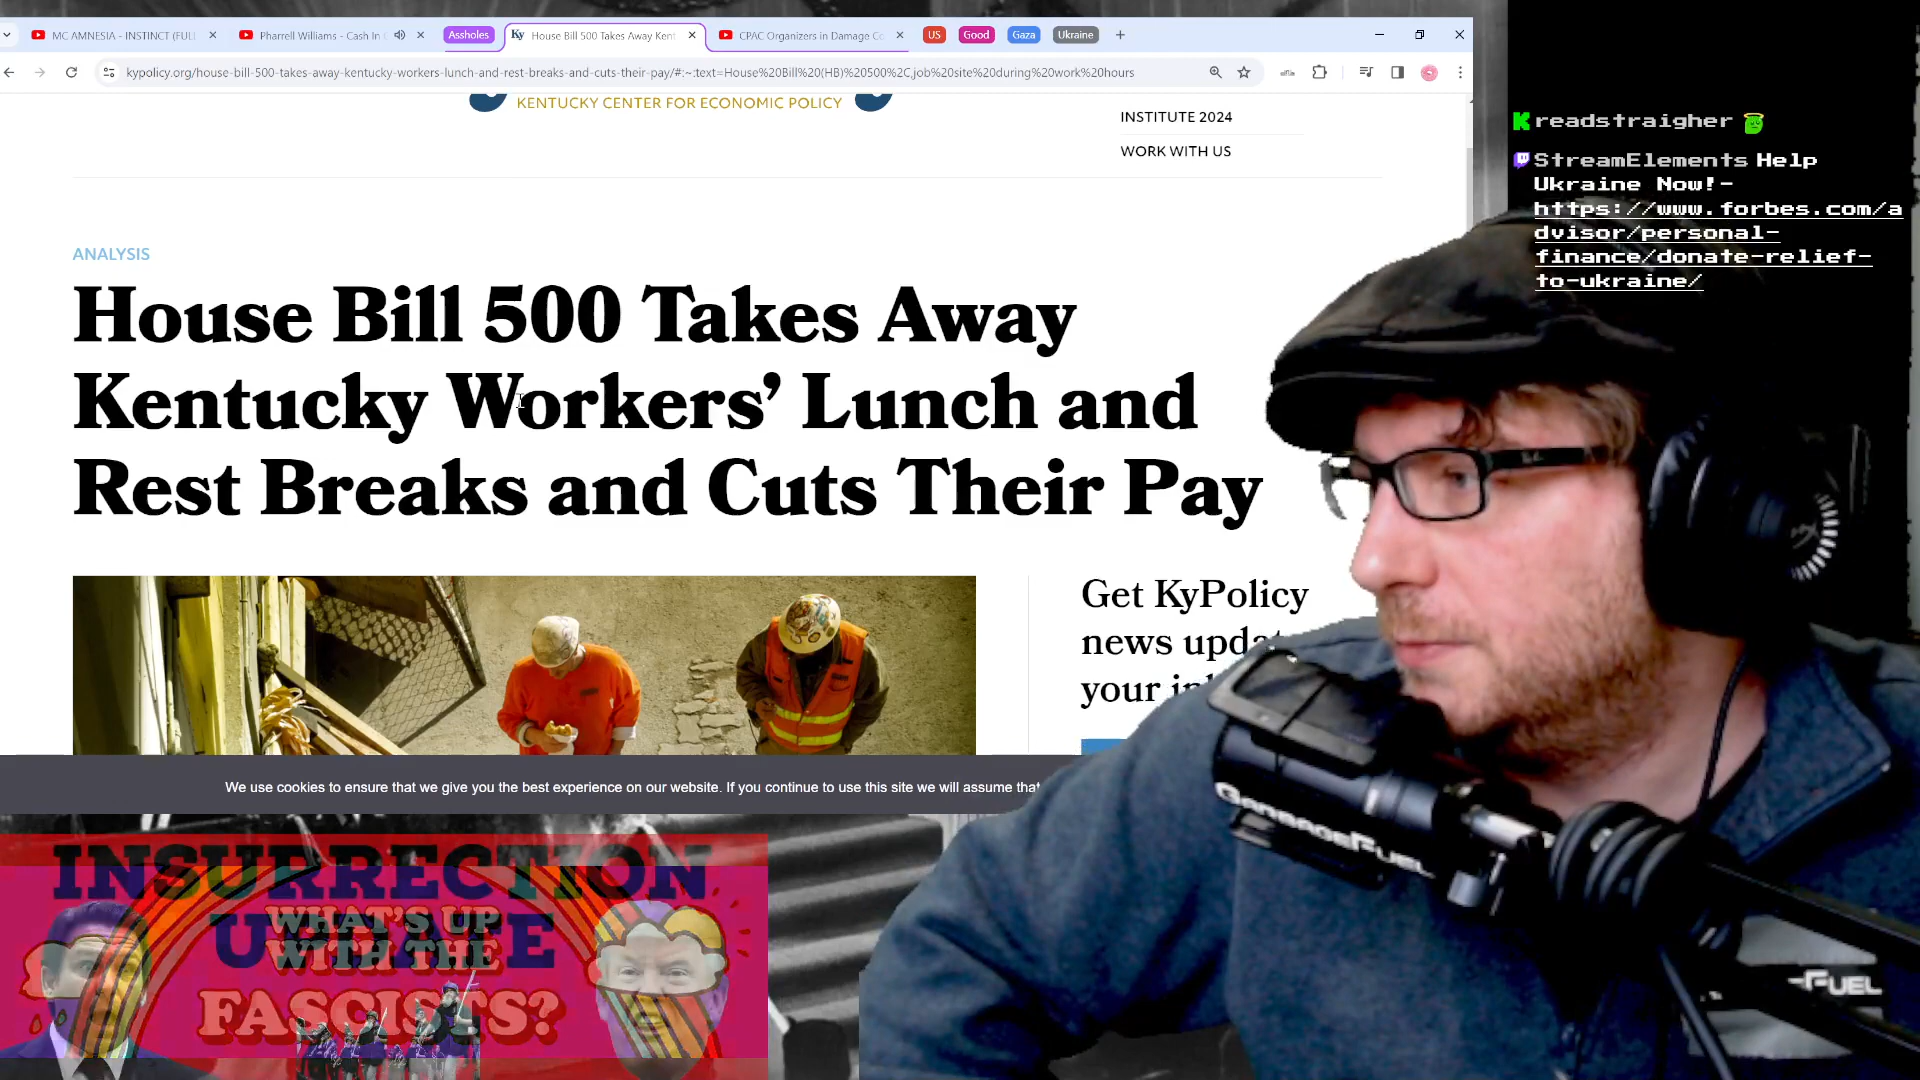 MC AMNESIA - INSTINCT (FUL
Pharrell Williams - Cash In
Assholes
House Bill 500 Takes Away Kent
CPAC Organizers in Damage Co
US
Good
Gaza
Ukraine
kypolicy.org/house-bill-500-takes-away-kentucky-workers-lunch-and-rest-breaks-and-cuts-their-pay/#:~:text=House%20Bill%20(HB)%20500%2C,job%20site%20during%20work%20hours
KENTUCKY CENTER FOR ECONOMIC POLICY
INSTITUTE 2024
WORK WITH US
ANALYSIS
House Bill 500 Takes Away
Kentucky Workers’ Lunch and
Rest Breaks and Cuts Their Pay
Get KyPolicy
news updat
your in
We use cookies to ensure that we give you the best experience on our website. If you continue to use this site we will assume that
readstraigher
StreamElements Help
Ukraine Now!-
https://www.forbes.com/a
dvisor/personal-
finance/donate-relief-
to-ukraine/
INSURRECTION
WHAT'S UP
WITH THE
FASCISTS?
GARBAGEFUEL
FUEL